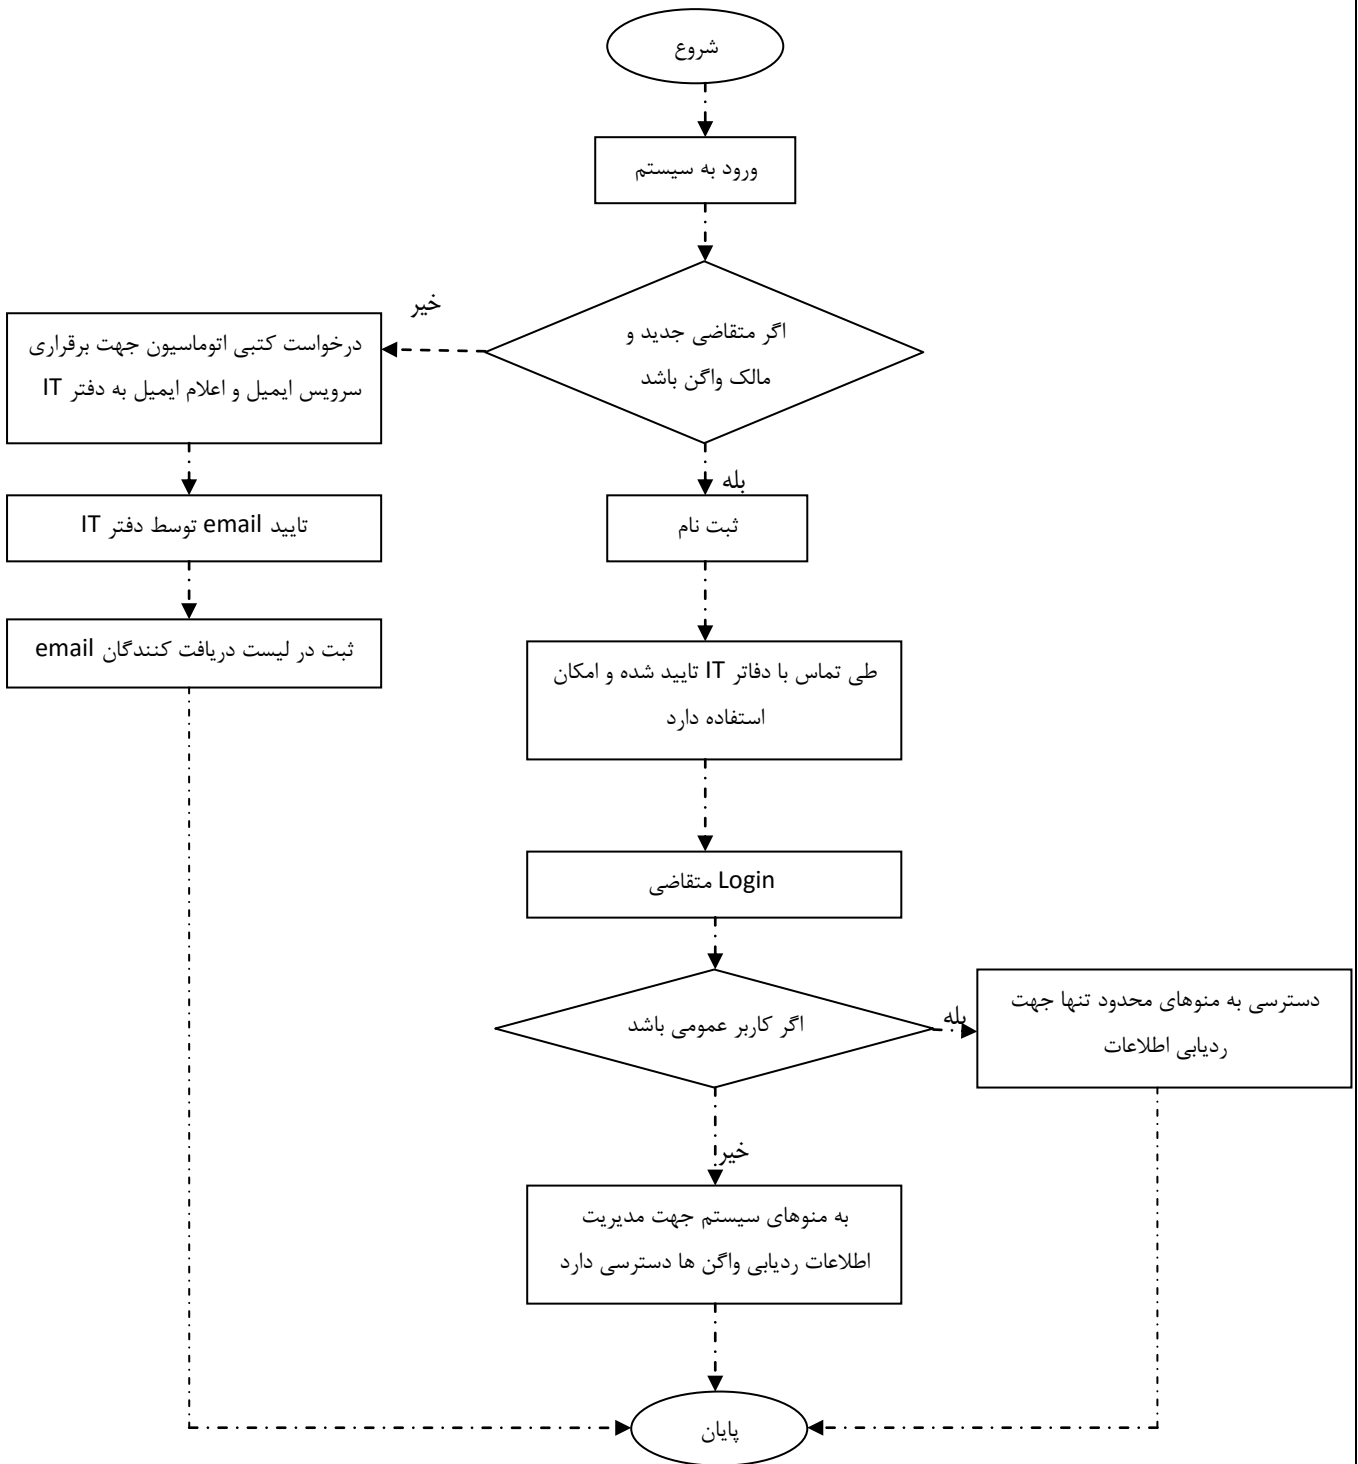 شروع
ورود به سیستم
اگر متقاضی جدید و
مالک واگن باشد
خیر
درخواست کتبی اتوماسیون جهت برقراری
سرویس ایمیل و اعلام ایمیل به دفتر IT
بله
ثبت نام
تایید email توسط دفتر IT
ثبت در لیست دریافت کنندگان email
طی تماس با دفاتر IT تایید شده و امکان
استفاده دارد
Login متقاضی
اگر کاربر عمومی باشد
بله
دسترسی به منوهای محدود تنها جهت
ردیابی اطلاعات
خیر
به منوهای سیستم جهت مدیریت
اطلاعات ردیابی واگن ها دسترسی دارد
پایان